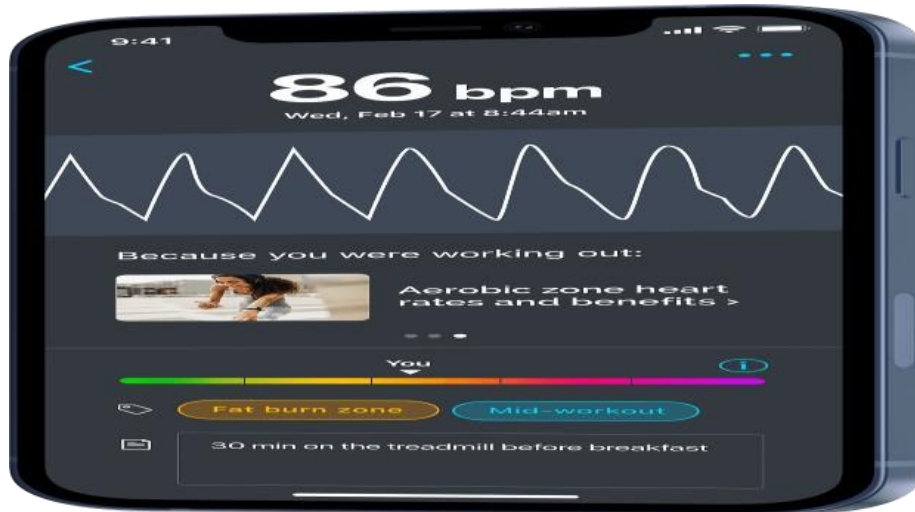 9:41
86 bpm
Wed, Feb 17 at 8:44am
Because you were working out:
Aerobic zone heart
rates and benefits >
You
i
Fat burn zone
Mid-workout
30 min on the treadmill before breakfast